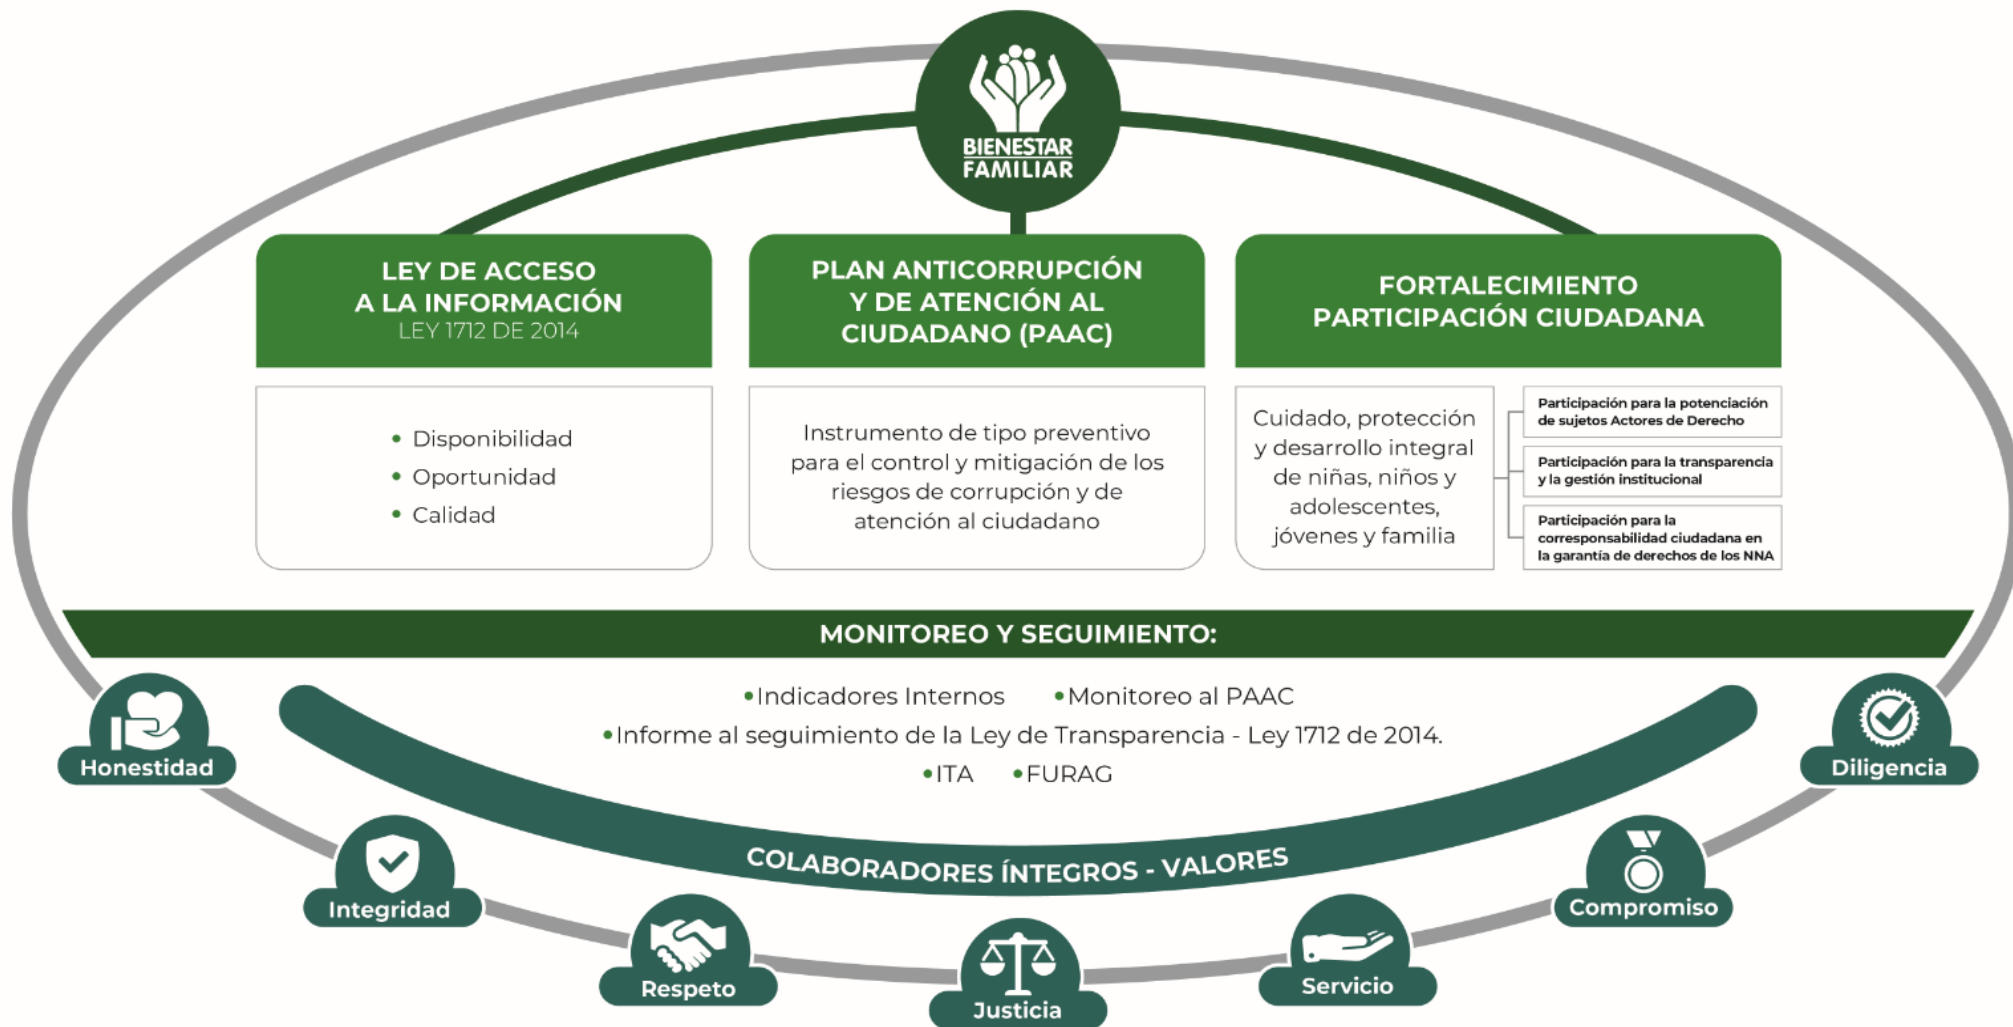 BIENESTAR
FAMILIAR
LEY DE ACCESO
A LA INFORMACIÓN
LEY 1712 DE 2014
• Disponibilidad
• Oportunidad
• Calidad
PLAN ANTICORRUPCIÓN
Y DE ATENCIÓN AL
CIUDADANO (PAAC)
Instrumento de tipo preventivo
para el control y mitigación de los
riesgos de corrupción y de
atención al ciudadano
FORTALECIMIENTO
PARTICIPACIÓN CIUDADANA
Cuidado, protección
y desarrollo integral
de niñas, niños y
adolescentes,
jóvenes y familia
Participación para la potenciación
de sujetos Actores de Derecho
Participación para la transparencia
y la gestión institucional
Participación para la
corresponsabilidad ciudadana en
la garantía de derechos de los NNA
MONITOREO Y SEGUIMIENTO:
•Indicadores Internos •Monitoreo al PAAC
•Informe al seguimiento de la Ley de Transparencia - Ley 1712 de 2014.
•ITA •FURAG
COLABORADORES ÍNTEGROS - VALORES
Honestidad
Integridad
Respeto
Justicia
Servicio
Compromiso
Diligencia